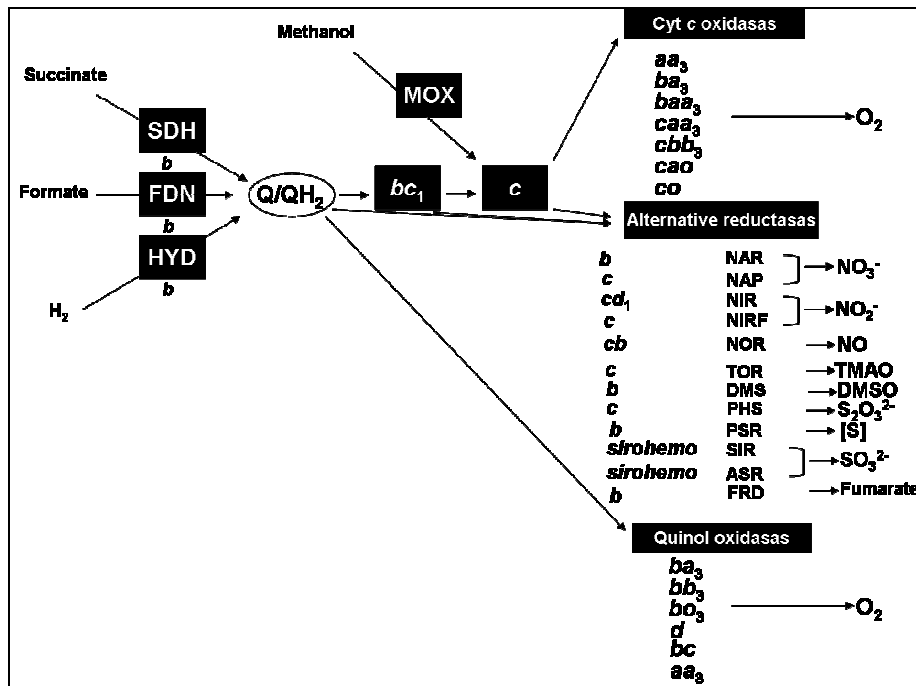 Cyt c oxidasas
Methanol
aa₃
ba₃
baa₃
caa₃
cbb₃
cao
co
O₂
Succinate
MOX
SDH
b
Formate
FDN
b
Q/QH₂
bc₁
c
HYD
b
H₂
Alternative reductasas
b NAR
c NAP
NO₃⁻
cd₁ NIR
c NIRF
NO₂⁻
cb NOR NO
c TOR TMAO
b DMS DMSO
c PHS S₂O₃²⁻
b PSR [S]
sirohemo SIR
sirohemo ASR
SO₃²⁻
b FRD Fumarate
Quinol oxidasas
ba₃
bb₃
bo₃
d
bc
aa₃
O₂